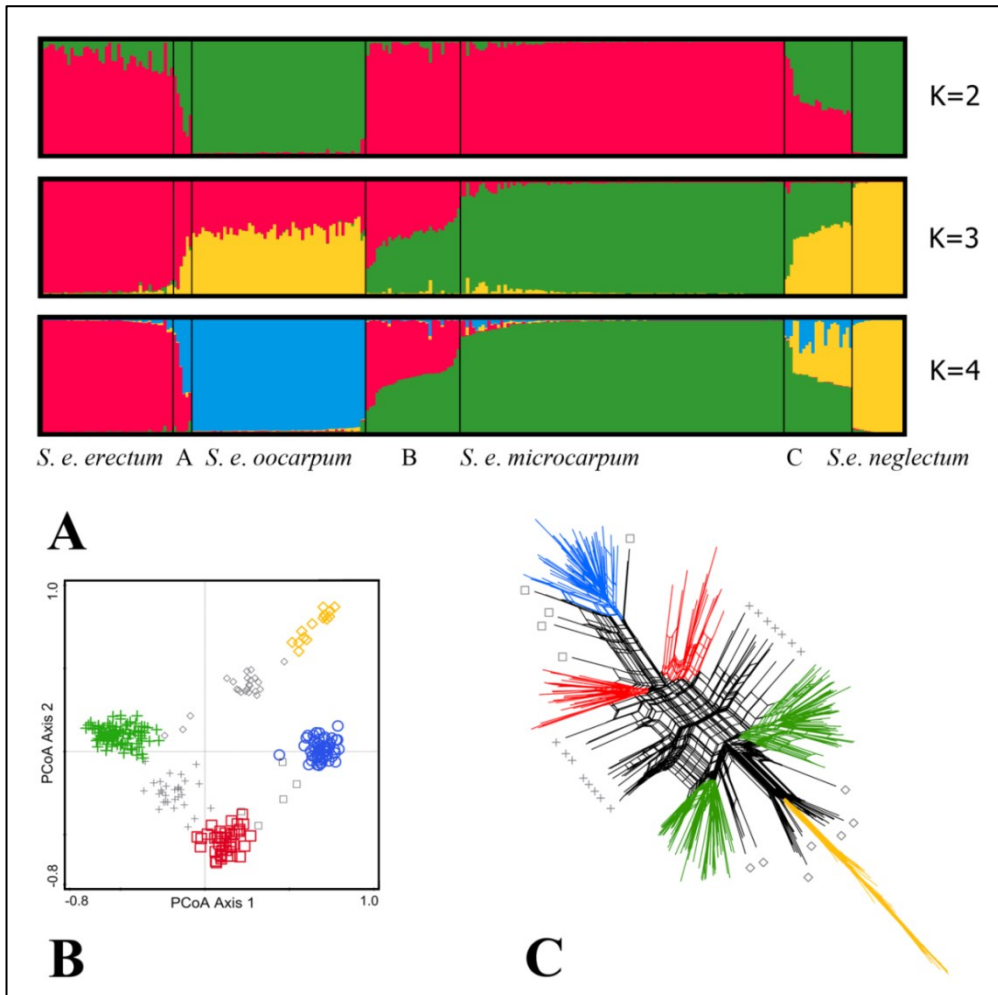 K=2
K=3
K=4
S. e. erectum A S. e. oocarpum B S. e. microcarpum C S.e. neglectum
A
1.0
PCoA Axis 2
-0.8
-0.8 PCoA Axis 1 1.0
B
C